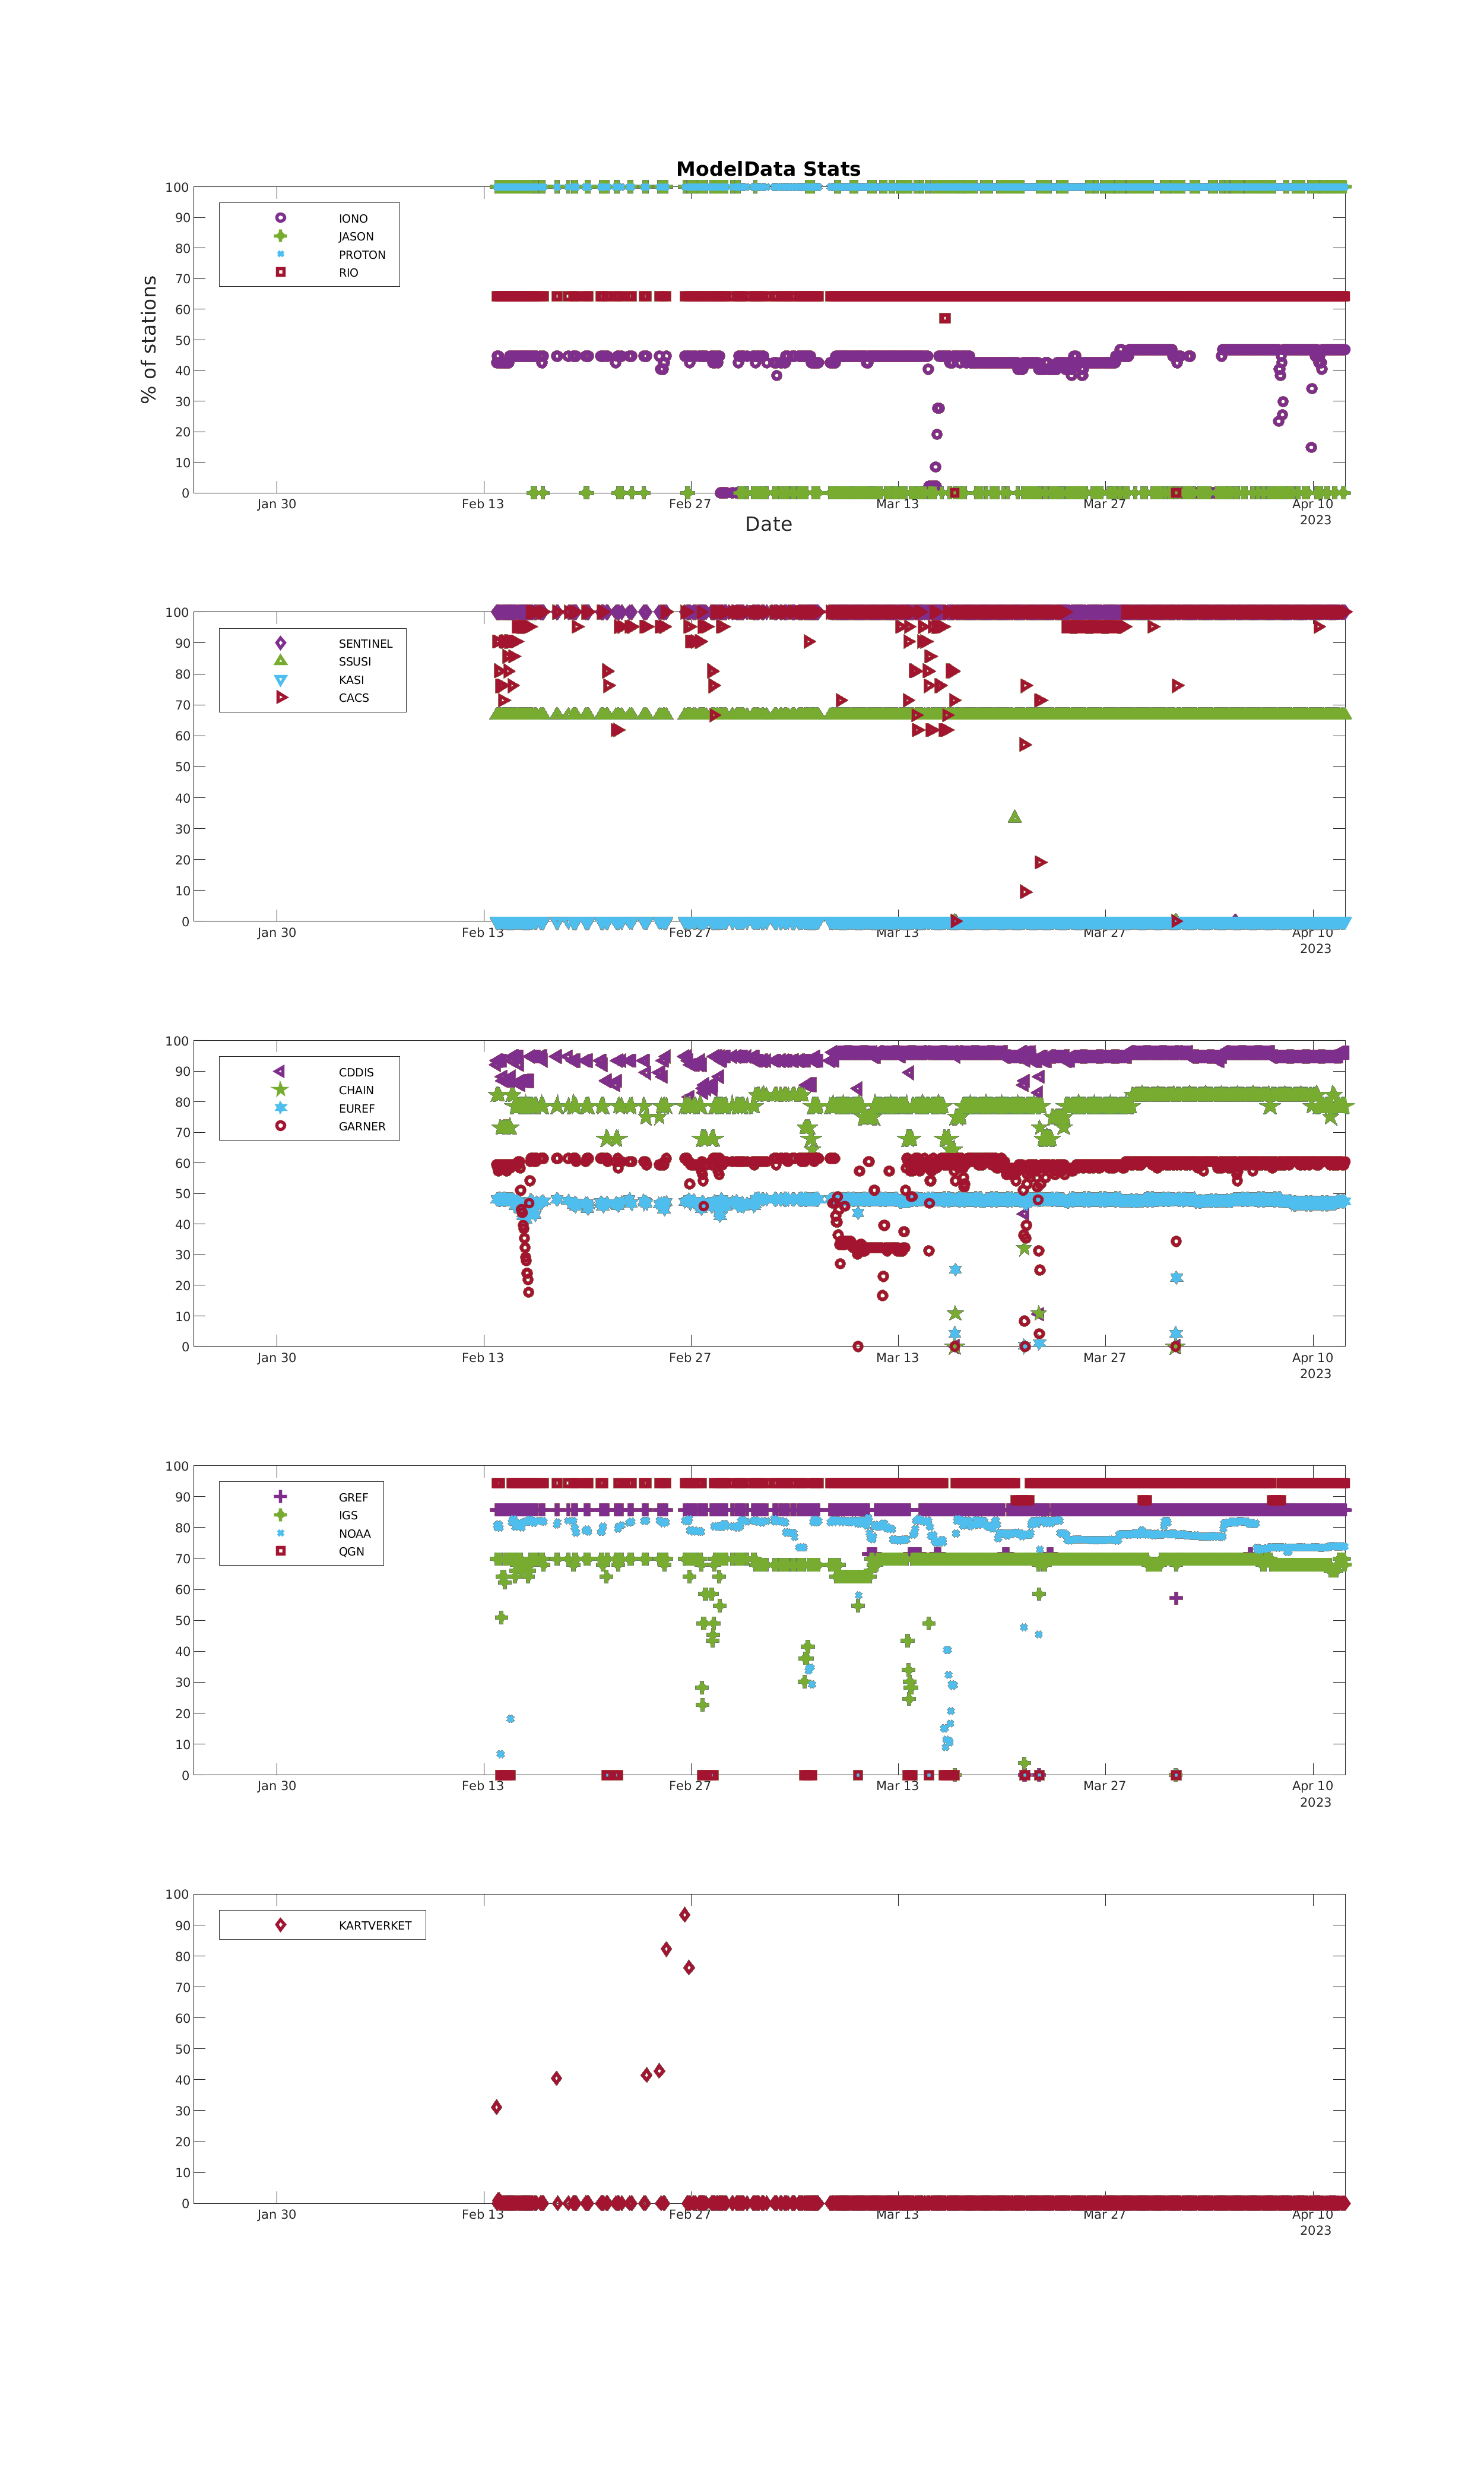 ModelData Stats
100
90
80
70
60
50
40
30
20
10
0
% of stations
IONO
JASON
PROTON
RIO
Jan 30
Feb 13
Feb 27
Mar 13
Mar 27
Apr 10
2023
Date
100
90
80
70
60
50
40
30
20
10
0
SENTINEL
SSUSI
KASI
CACS
Jan 30
Feb 13
Feb 27
Mar 13
Mar 27
Apr 10
2023
100
90
80
70
60
50
40
30
20
10
0
CDDIS
CHAIN
EUREF
GARNER
Jan 30
Feb 13
Feb 27
Mar 13
Mar 27
Apr 10
2023
100
90
80
70
60
50
40
30
20
10
0
GREF
IGS
NOAA
QGN
Jan 30
Feb 13
Feb 27
Mar 13
Mar 27
Apr 10
2023
100
90
80
70
60
50
40
30
20
10
0
KARTVERKET
Jan 30
Feb 13
Feb 27
Mar 13
Mar 27
Apr 10
2023